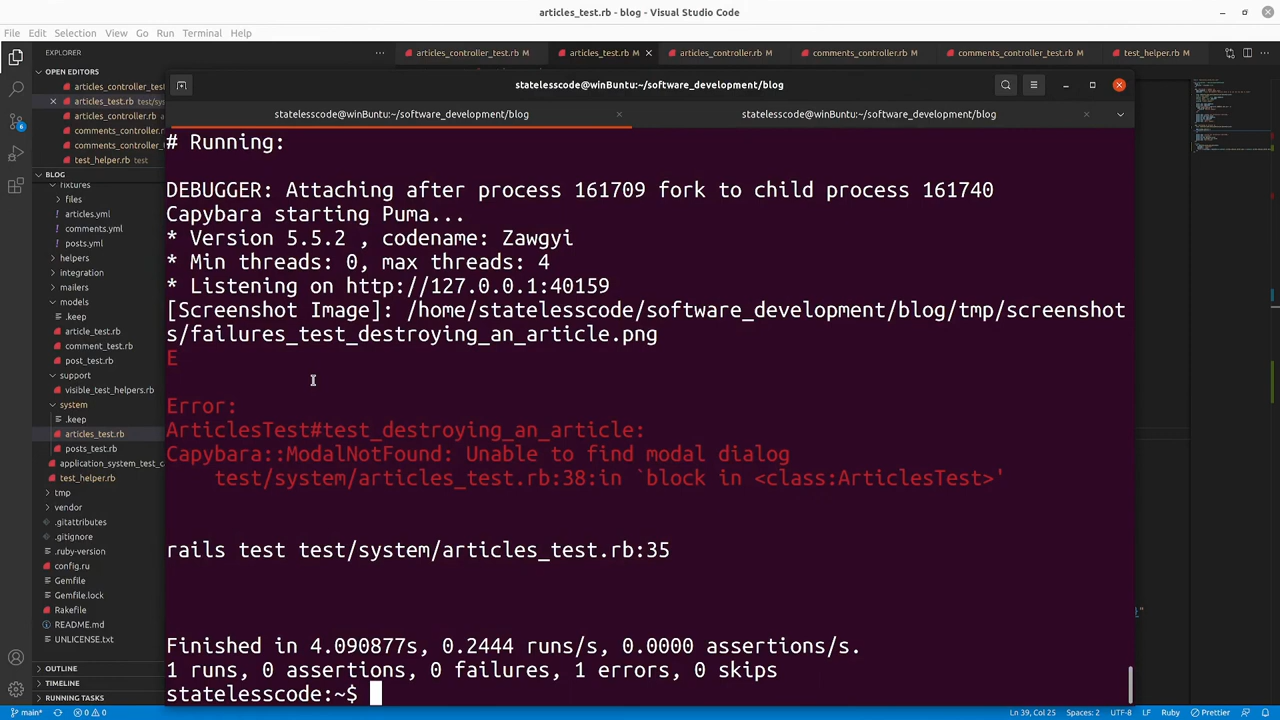 articles_test.rb - blog - Visual Studio Code
File Edit Selection View Go Run Terminal Help
EXPLORER
OPEN EDITORS
articles_controller_test
articles_test.rb test/sy
articles_controller.rb
comments_controller.
comments_controller
test_helper.rb
BLOG
fixtures
files
articles.yml
comments.yml
posts.yml
helpers
integration
mailers
models
.keep
article_test.rb
comment_test.rb
post_test.rb
support
visible_test_helpers.rb
system
.keep
articles_test.rb
posts_test.rb
application_system_test_c
test_helper.rb
tmp
vendor
.gitattributes
.gitignore
.ruby-version
config.ru
Gemfile
Gemfile.lock
Rakefile
README.md
UNLICENSE.txt
OUTLINE
TIMELINE
RUNNING TASKS
articles_controller_test.rb M articles_test.rb M articles_controller.rb M comments_controller.rb M comments_controller_test.rb M test_helper.rb M
statelesscode@winBuntu:~/software_development/blog
statelesscode@winBuntu:~/software_development/blog statelesscode@winBuntu:~/software_development/blog
# Running:
DEBUGGER: Attaching after process 161709 fork to child process 161740
Capybara starting Puma...
* Version 5.5.2 , codename: Zawgyi
* Min threads: 0, max threads: 4
* Listening on http://127.0.0.1:40159
[Screenshot Image]: /home/statelesscode/software_development/blog/tmp/screenshot
s/failures_test_destroying_an_article.png
E
Error:
ArticlesTest#test_destroying_an_article:
Capybara::ModalNotFound: Unable to find modal dialog
test/system/articles_test.rb:38:in `block in <class:ArticlesTest>'
rails test test/system/articles_test.rb:35
Finished in 4.090877s, 0.2444 runs/s, 0.0000 assertions/s.
1 runs, 0 assertions, 0 failures, 1 errors, 0 skips
statelesscode:~$
6
main* 0 0 Ln 39, Col 25 Spaces: 2 UTF-8 LF Ruby Prettier